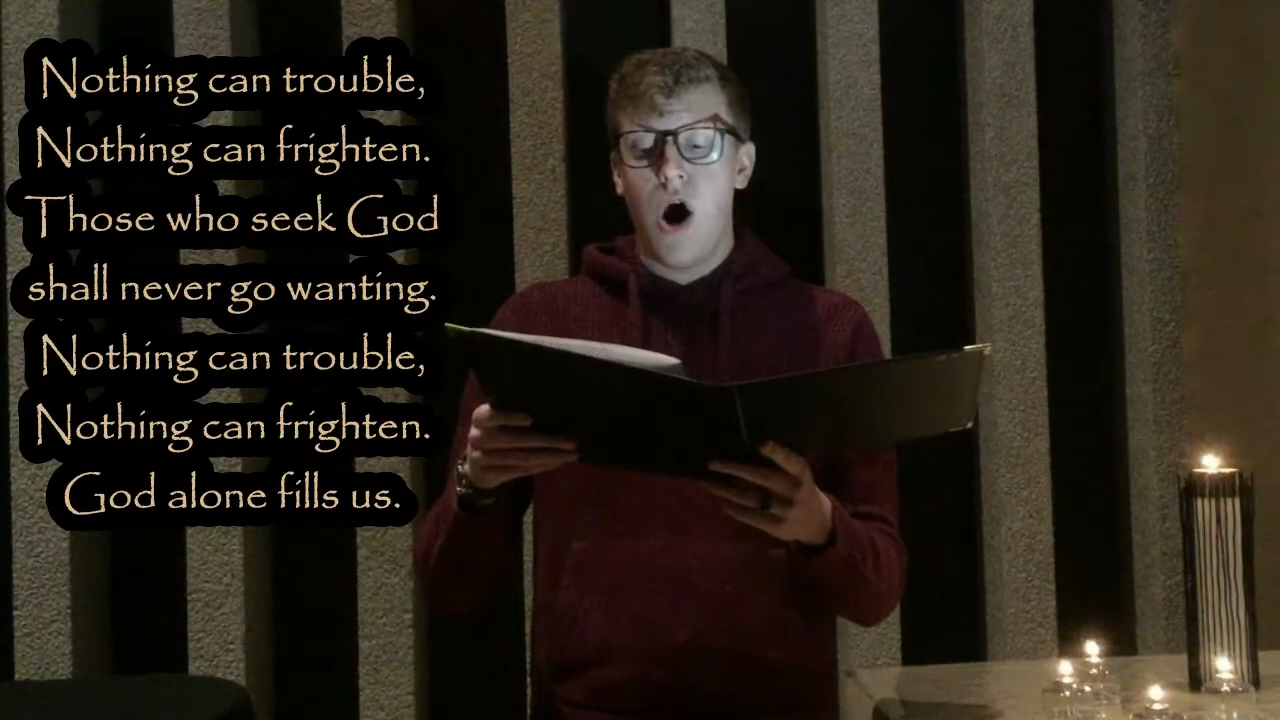 Nothing can trouble,
Nothing can frighten.
Those who seek God
shall never go wanting.
Nothing can trouble,
Nothing can frighten.
God alone fills us.